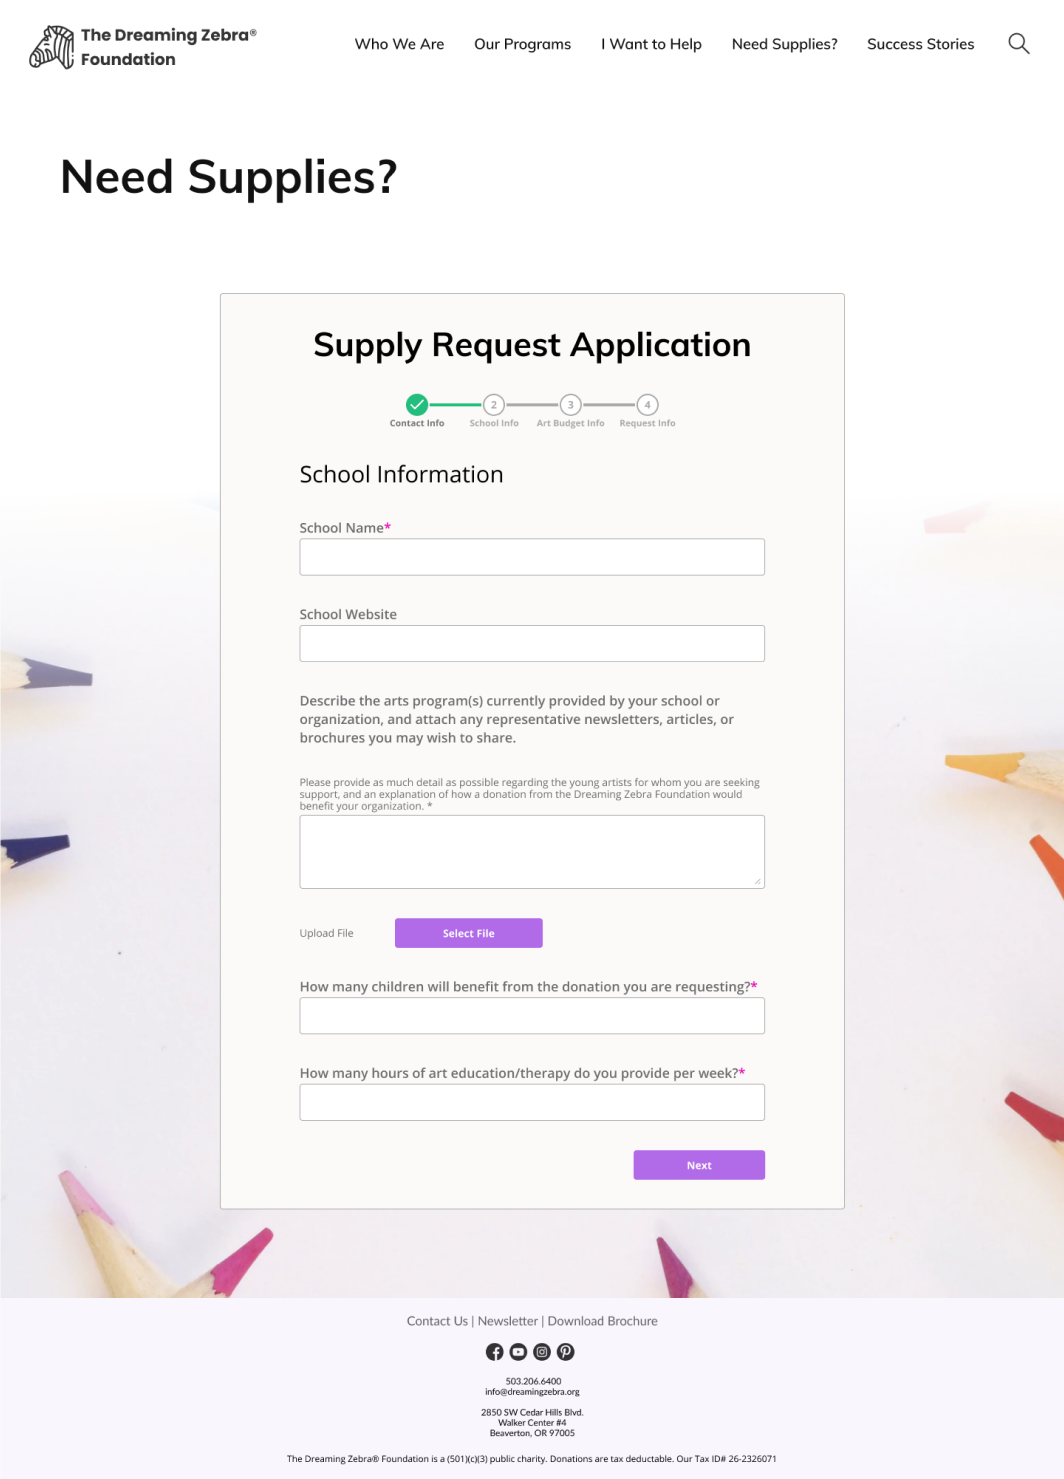 The Dreaming Zebra®
Foundation
Who We Are
Our Programs
I Want to Help
Need Supplies?
Success Stories
Need Supplies?
Supply Request Application
2
3
4
Contact Info
School Info
Art Budget Info
Request Info
School Information
School Name*
School Website
Describe the arts program(s) currently provided by your school or
organization, and attach any representative newsletters, articles, or
brochures you may wish to share.
Please provide as much detail as possible regarding the young artists for whom you are seeking
support, and an explanation of how a donation from the Dreaming Zebra Foundation would
benefit your organization. *
Upload File
Select File
How many children will benefit from the donation you are requesting?*
How many hours of art education/therapy do you provide per week?*
Next
Contact Us | Newsletter | Download Brochure
503.206.6400
info@dreamingzebra.org
2850 SW Cedar Hills Blvd.
Walker Center #4
Beaverton, OR 97005
The Dreaming Zebra® Foundation is a (501)(c)(3) public charity. Donations are tax deductable. Our Tax ID# 26-2326071